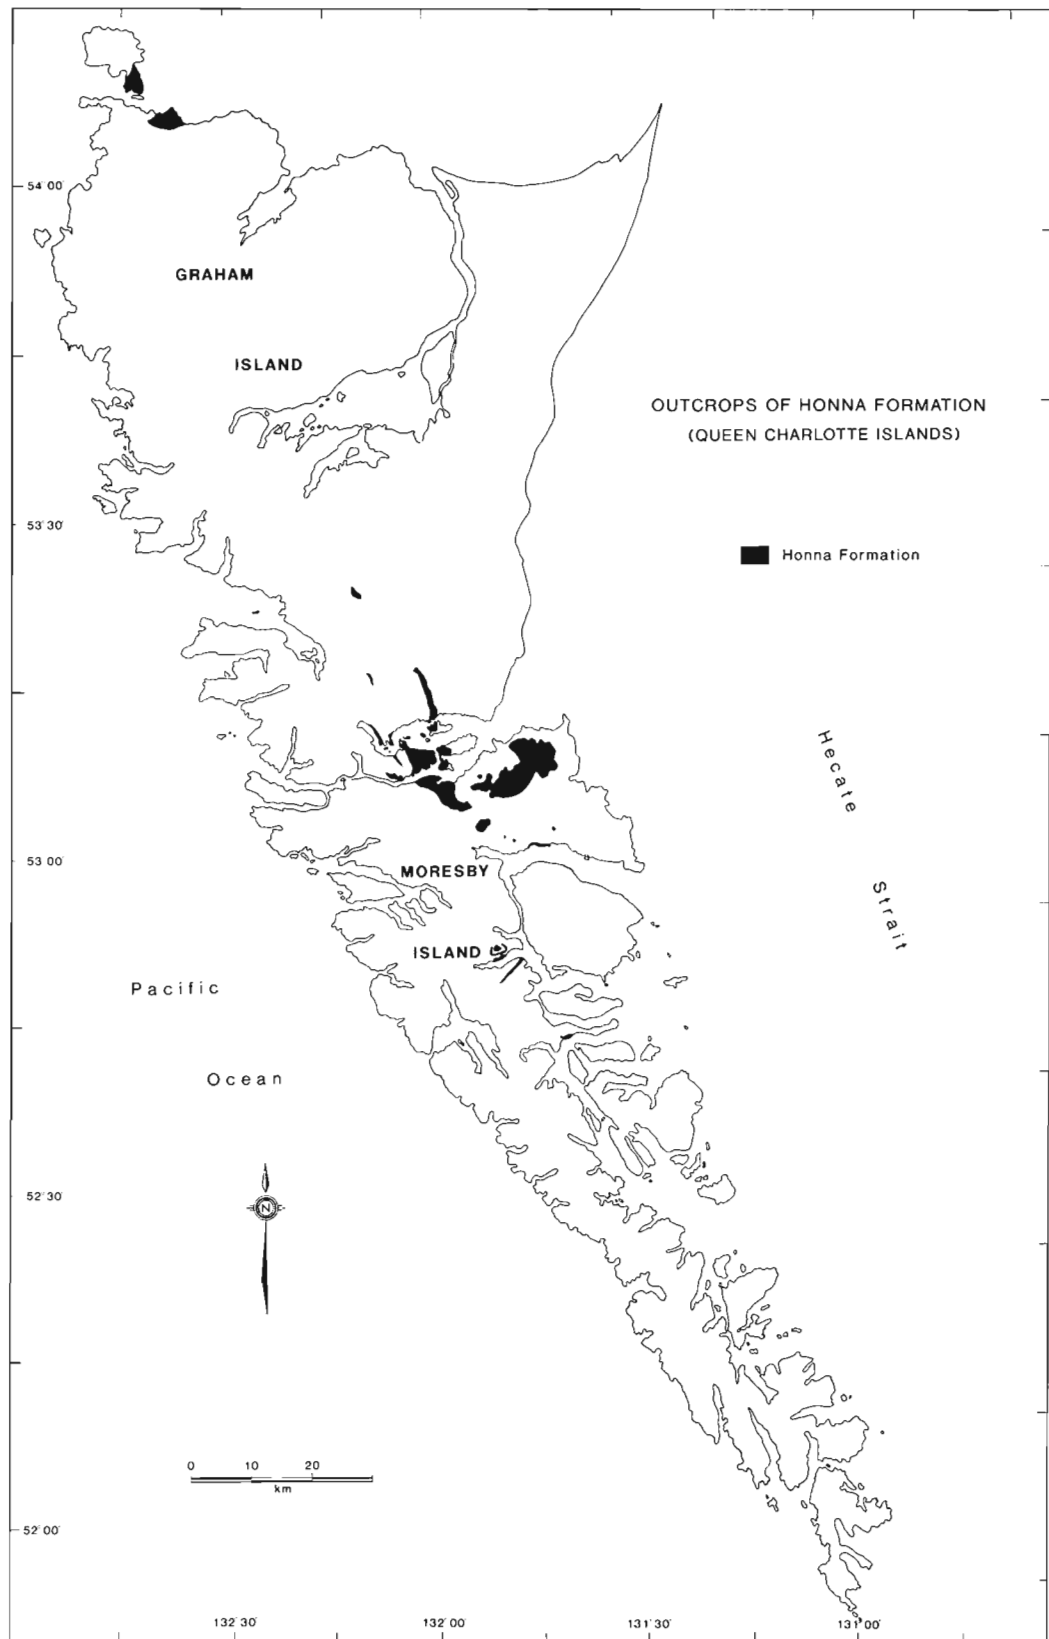 54°00'
GRAHAM
ISLAND
OUTCROPS OF HONNA FORMATION
(QUEEN CHARLOTTE ISLANDS)
53°30'
Honna Formation
Hecate
Strait
53°00'
MORESBY
ISLAND
Pacific
Ocean
52°30'
N
0 10 20
km
52°00'
132°30' 132°00' 131°30' 131°00'